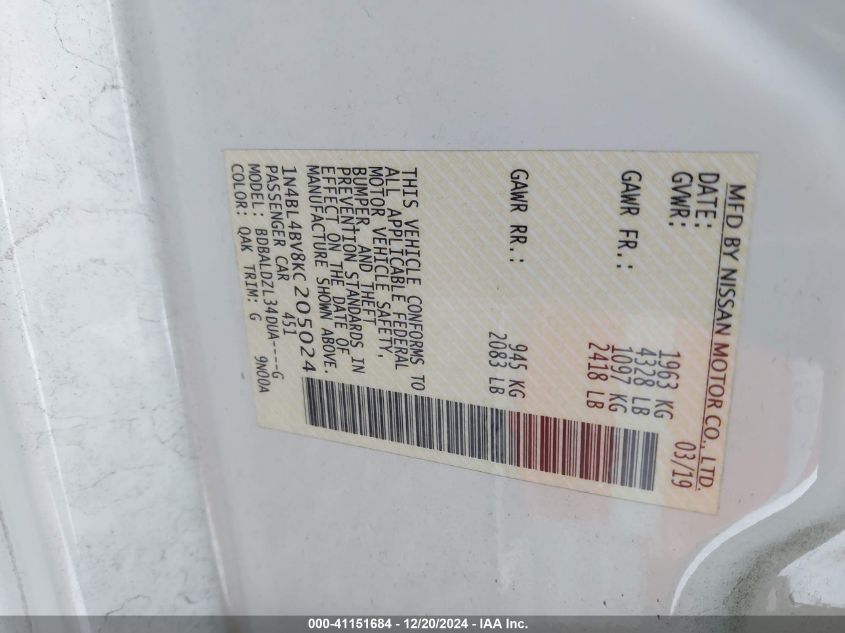 MFD BY NISSAN MOTOR CO., LTD.
DATE: 03/19
GVWR: 1963 KG
4328 LB
GAWR FR.: 1097 KG
2418 LB
GAWR RR.: 945 KG
2083 LB
THIS VEHICLE CONFORMS TO
ALL APPLICABLE FEDERAL
MOTOR VEHICLE SAFETY,
BUMPER, AND THEFT
PREVENTION STANDARDS IN
EFFECT ON THE DATE OF
MANUFACTURE SHOWN ABOVE.
1N4BL4BV8KC205024
PASSENGER CAR 451
MODEL: BDBALDZL34DUA----G
COLOR: QAK TRIM: G 9N00A
000-41151684 - 12/20/2024 - IAA Inc.